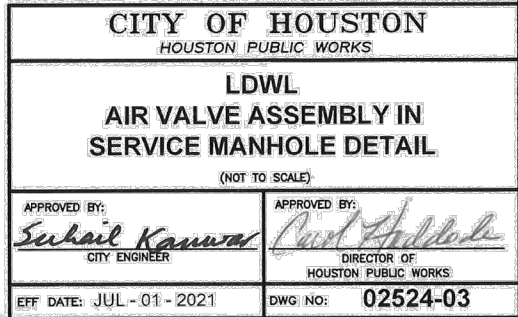 CITY OF HOUSTON
HOUSTON PUBLIC WORKS
LDWL
AIR VALVE ASSEMBLY IN
SERVICE MANHOLE DETAIL
(NOT TO SCALE)
APPROVED BY:
Suhail Kanwar
CITY ENGINEER
APPROVED BY:
Carol Haddock
DIRECTOR OF
HOUSTON PUBLIC WORKS
EFF DATE: JUL - 01 - 2021
DWG NO: 02524-03